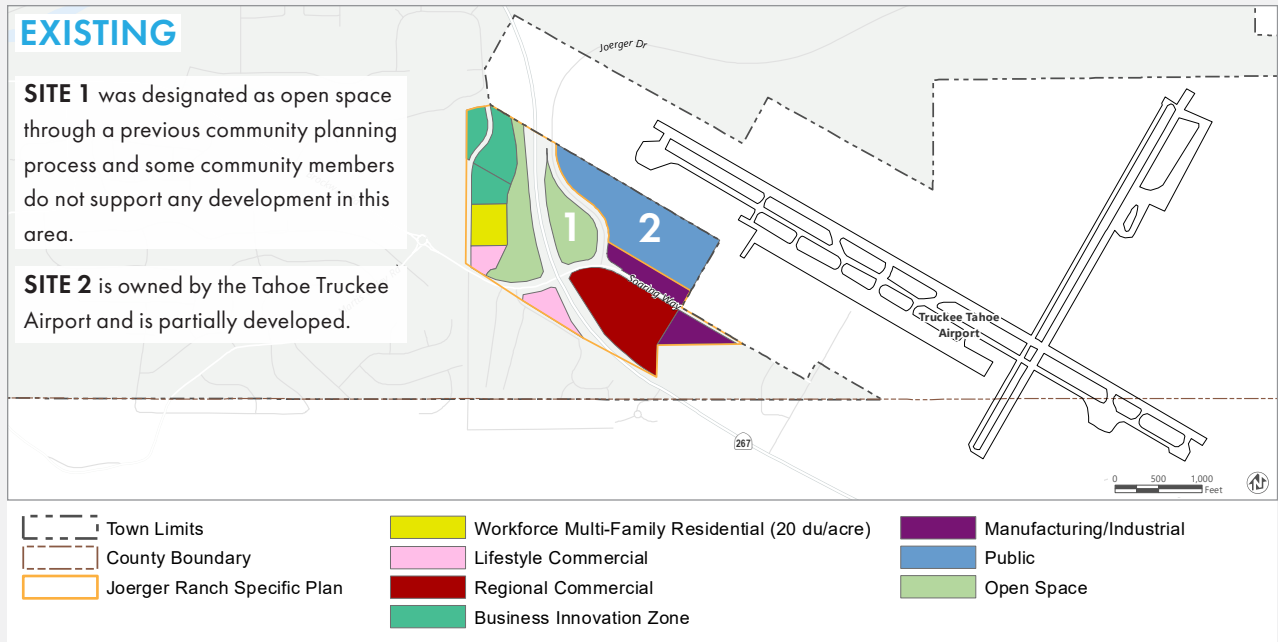 EXISTING
SITE 1 was designated as open space
through a previous community planning
process and some community members
do not support any development in this
area.
SITE 2 is owned by the Tahoe Truckee
Airport and is partially developed.
Joerger Dr
1
2
Soaring Way
Truckee Tahoe
Airport
267
0 500 1,000
Feet
Town Limits
County Boundary
Joerger Ranch Specific Plan
Workforce Multi-Family Residential (20 du/acre)
Lifestyle Commercial
Regional Commercial
Business Innovation Zone
Manufacturing/Industrial
Public
Open Space